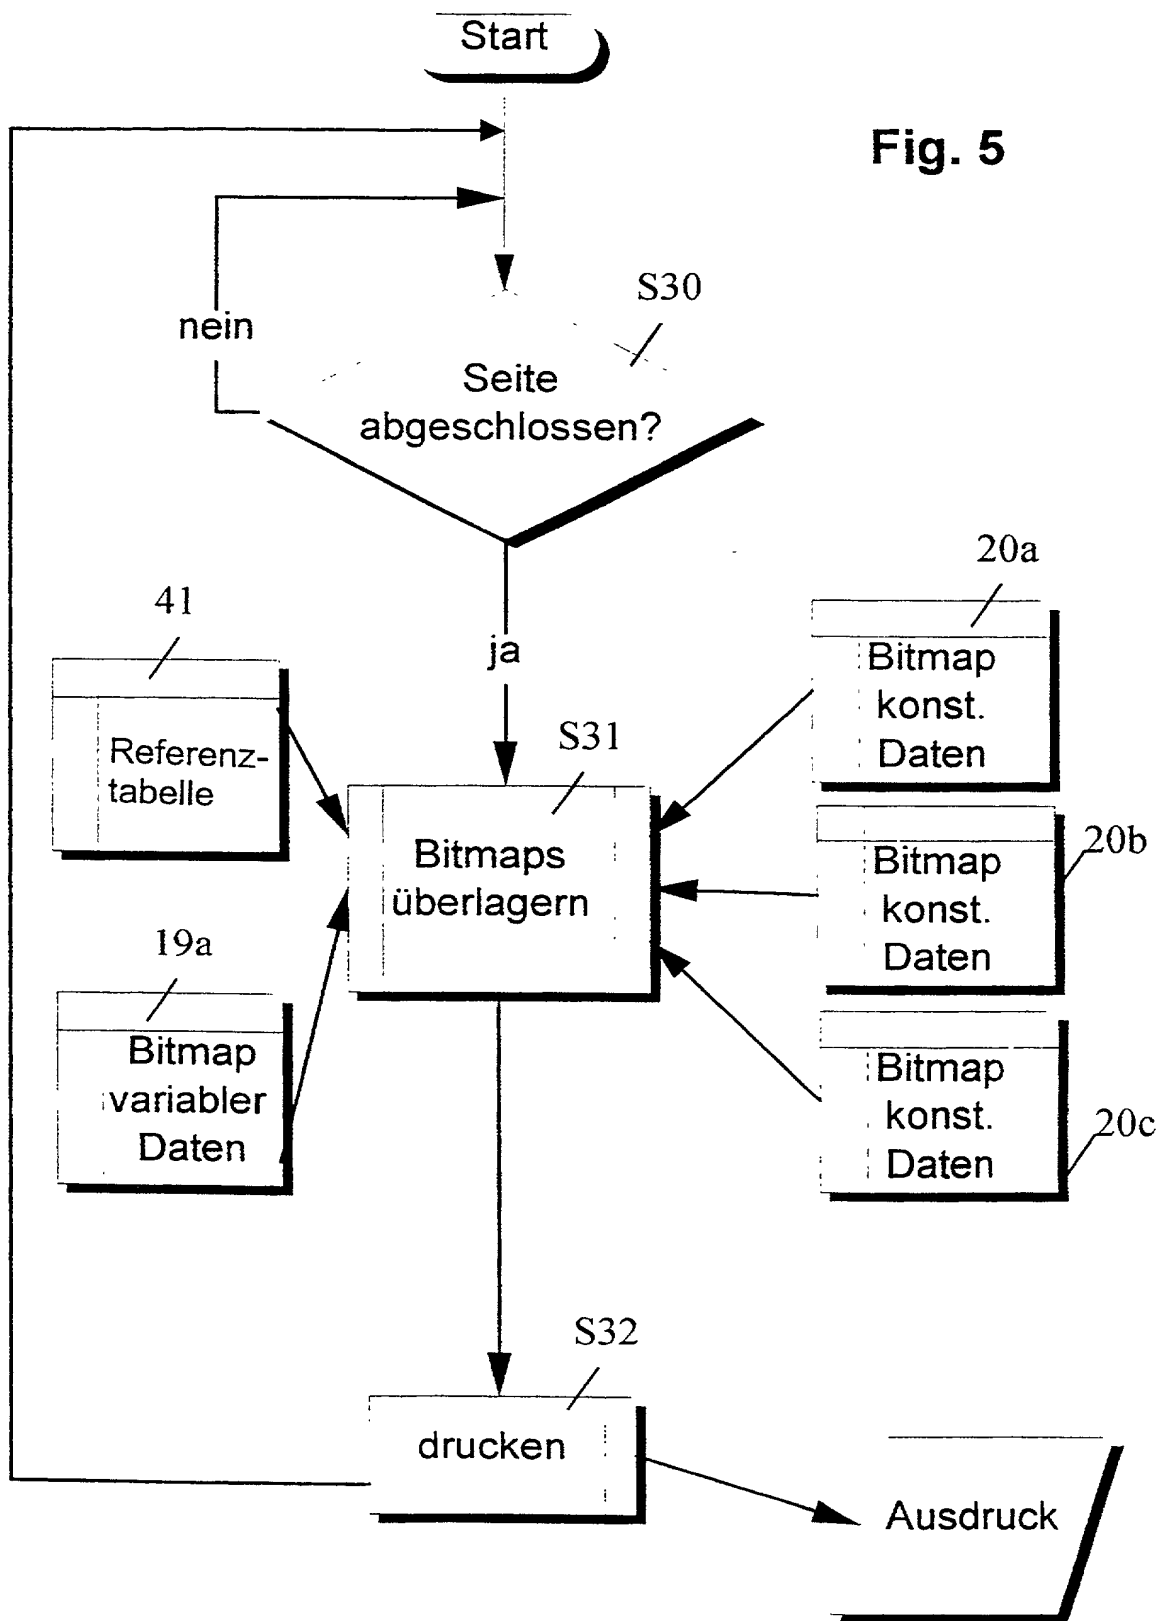 Start
Fig. 5
S30
nein
Seite
abgeschlossen?
20a
41
ja
Bitmap
konst.
Daten
S31
Referenz-
tabelle
Bitmaps
überlagern
20b
Bitmap
konst.
Daten
19a
Bitmap
variabler
Daten
Bitmap
konst.
Daten
20c
S32
drucken
Ausdruck